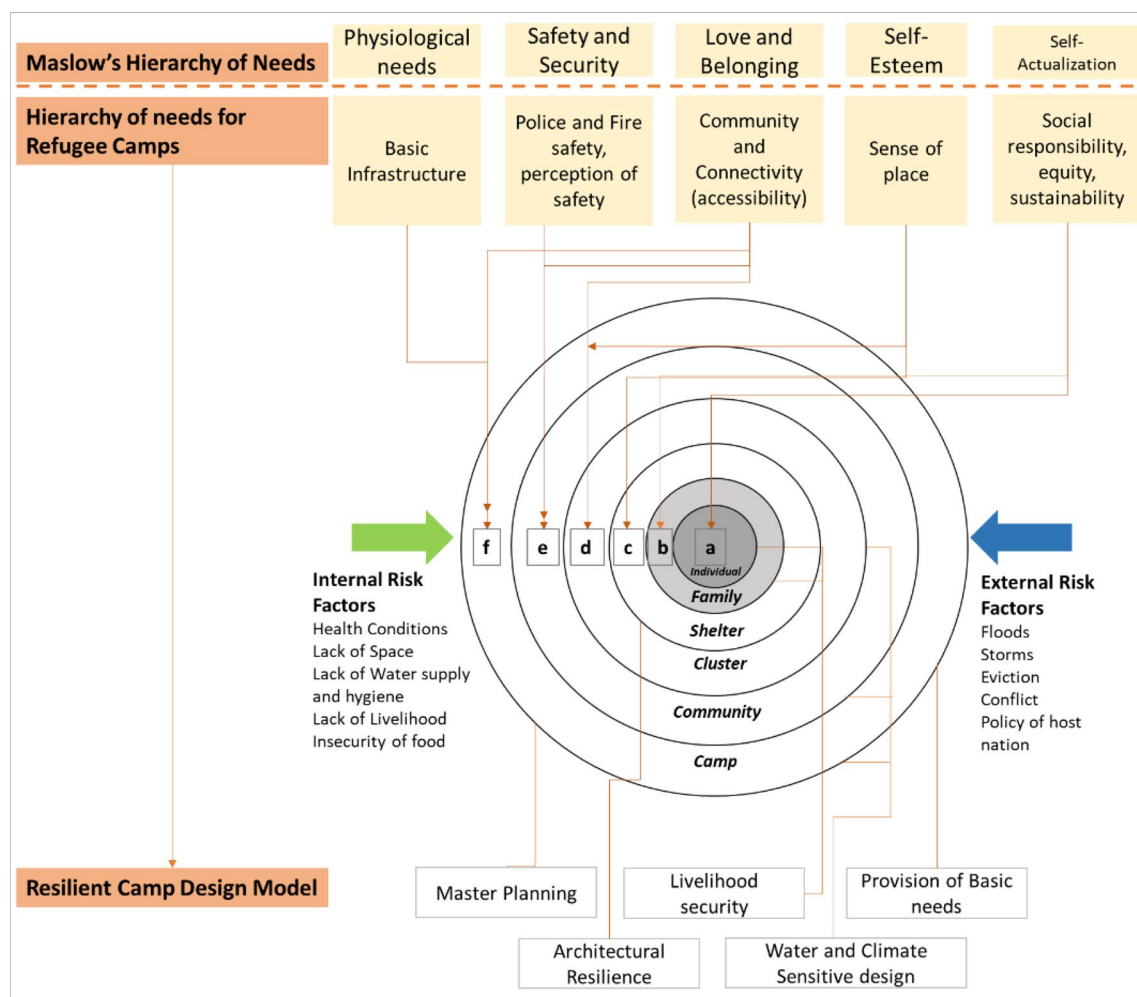 Maslow's Hierarchy of Needs
Physiological
needs
Safety and
Security
Love and
Belonging
Self-
Esteem
Self-
Actualization
Hierarchy of needs for
Refugee Camps
Basic
Infrastructure
Police and Fire
safety,
perception of
safety
Community
and
Connectivity
(accessibility)
Sense of
place
Social
responsibility,
equity,
sustainability
f
e
d
c
b
a
Individual
Family
Shelter
Cluster
Community
Camp
Internal Risk
Factors
Health Conditions
Lack of Space
Lack of Water supply
and hygiene
Lack of Livelihood
Insecurity of food
External Risk
Factors
Floods
Storms
Eviction
Conflict
Policy of host
nation
Resilient Camp Design Model
Master Planning
Livelihood
security
Provision of Basic
needs
Architectural
Resilience
Water and Climate
Sensitive design